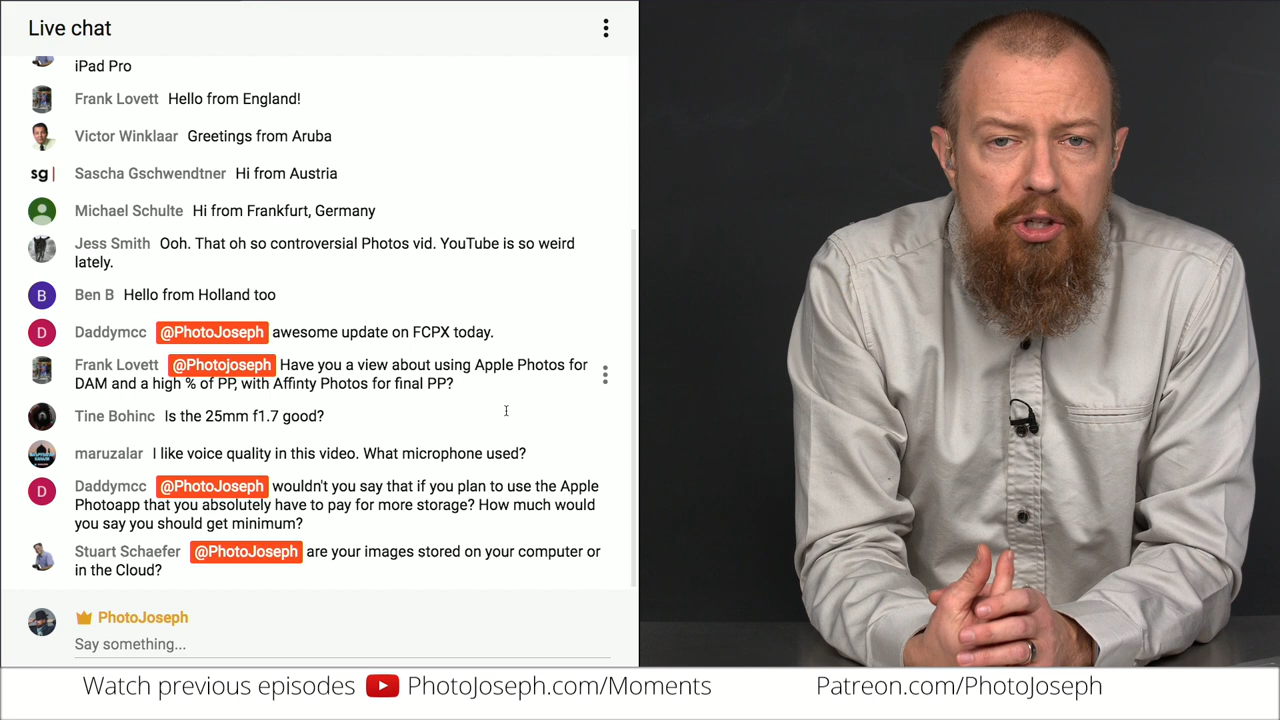 Live chat
iPad Pro
Frank Lovett Hello from England!
Victor Winklaar Greetings from Aruba
sg| Sascha Gschwendtner Hi from Austria
Michael Schulte Hi from Frankfurt, Germany
Jess Smith Ooh. That oh so controversial Photos vid. YouTube is so weird
lately.
B Ben B Hello from Holland too
D Daddymcc @PhotoJoseph awesome update on FCPX today.
Frank Lovett @Photojoseph Have you a view about using Apple Photos for
DAM and a high % of PP, with Affinty Photos for final PP?
Tine Bohinc Is the 25mm f1.7 good?
maruzalar I like voice quality in this video. What microphone used?
D Daddymcc @PhotoJoseph wouldn't you say that if you plan to use the Apple
Photoapp that you absolutely have to pay for more storage? How much would
you say you should get minimum?
Stuart Schaefer @PhotoJoseph are your images stored on your computer or
in the Cloud?
PhotoJoseph
Say something...
Watch previous episodes PhotoJoseph.com/Moments Patreon.com/PhotoJoseph